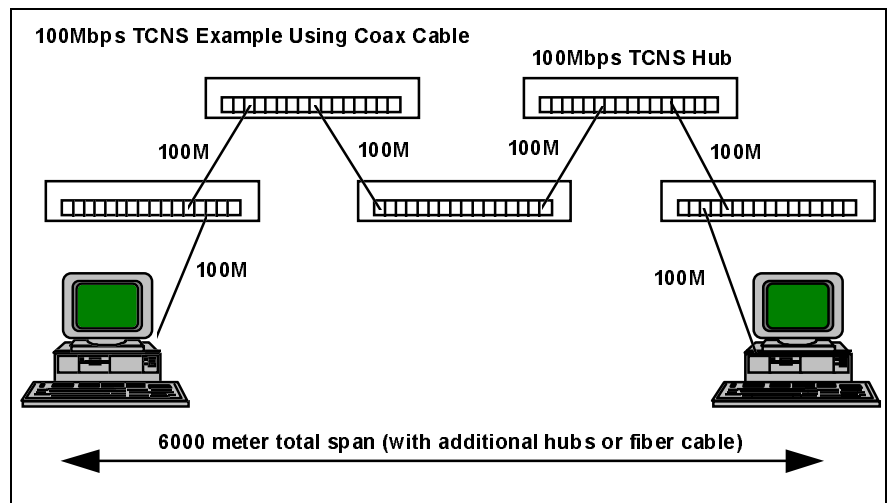 100Mbps TCNS Example Using Coax Cable
100Mbps TCNS Hub
100M
100M
100M
100M
100M
100M
6000 meter total span (with additional hubs or fiber cable)